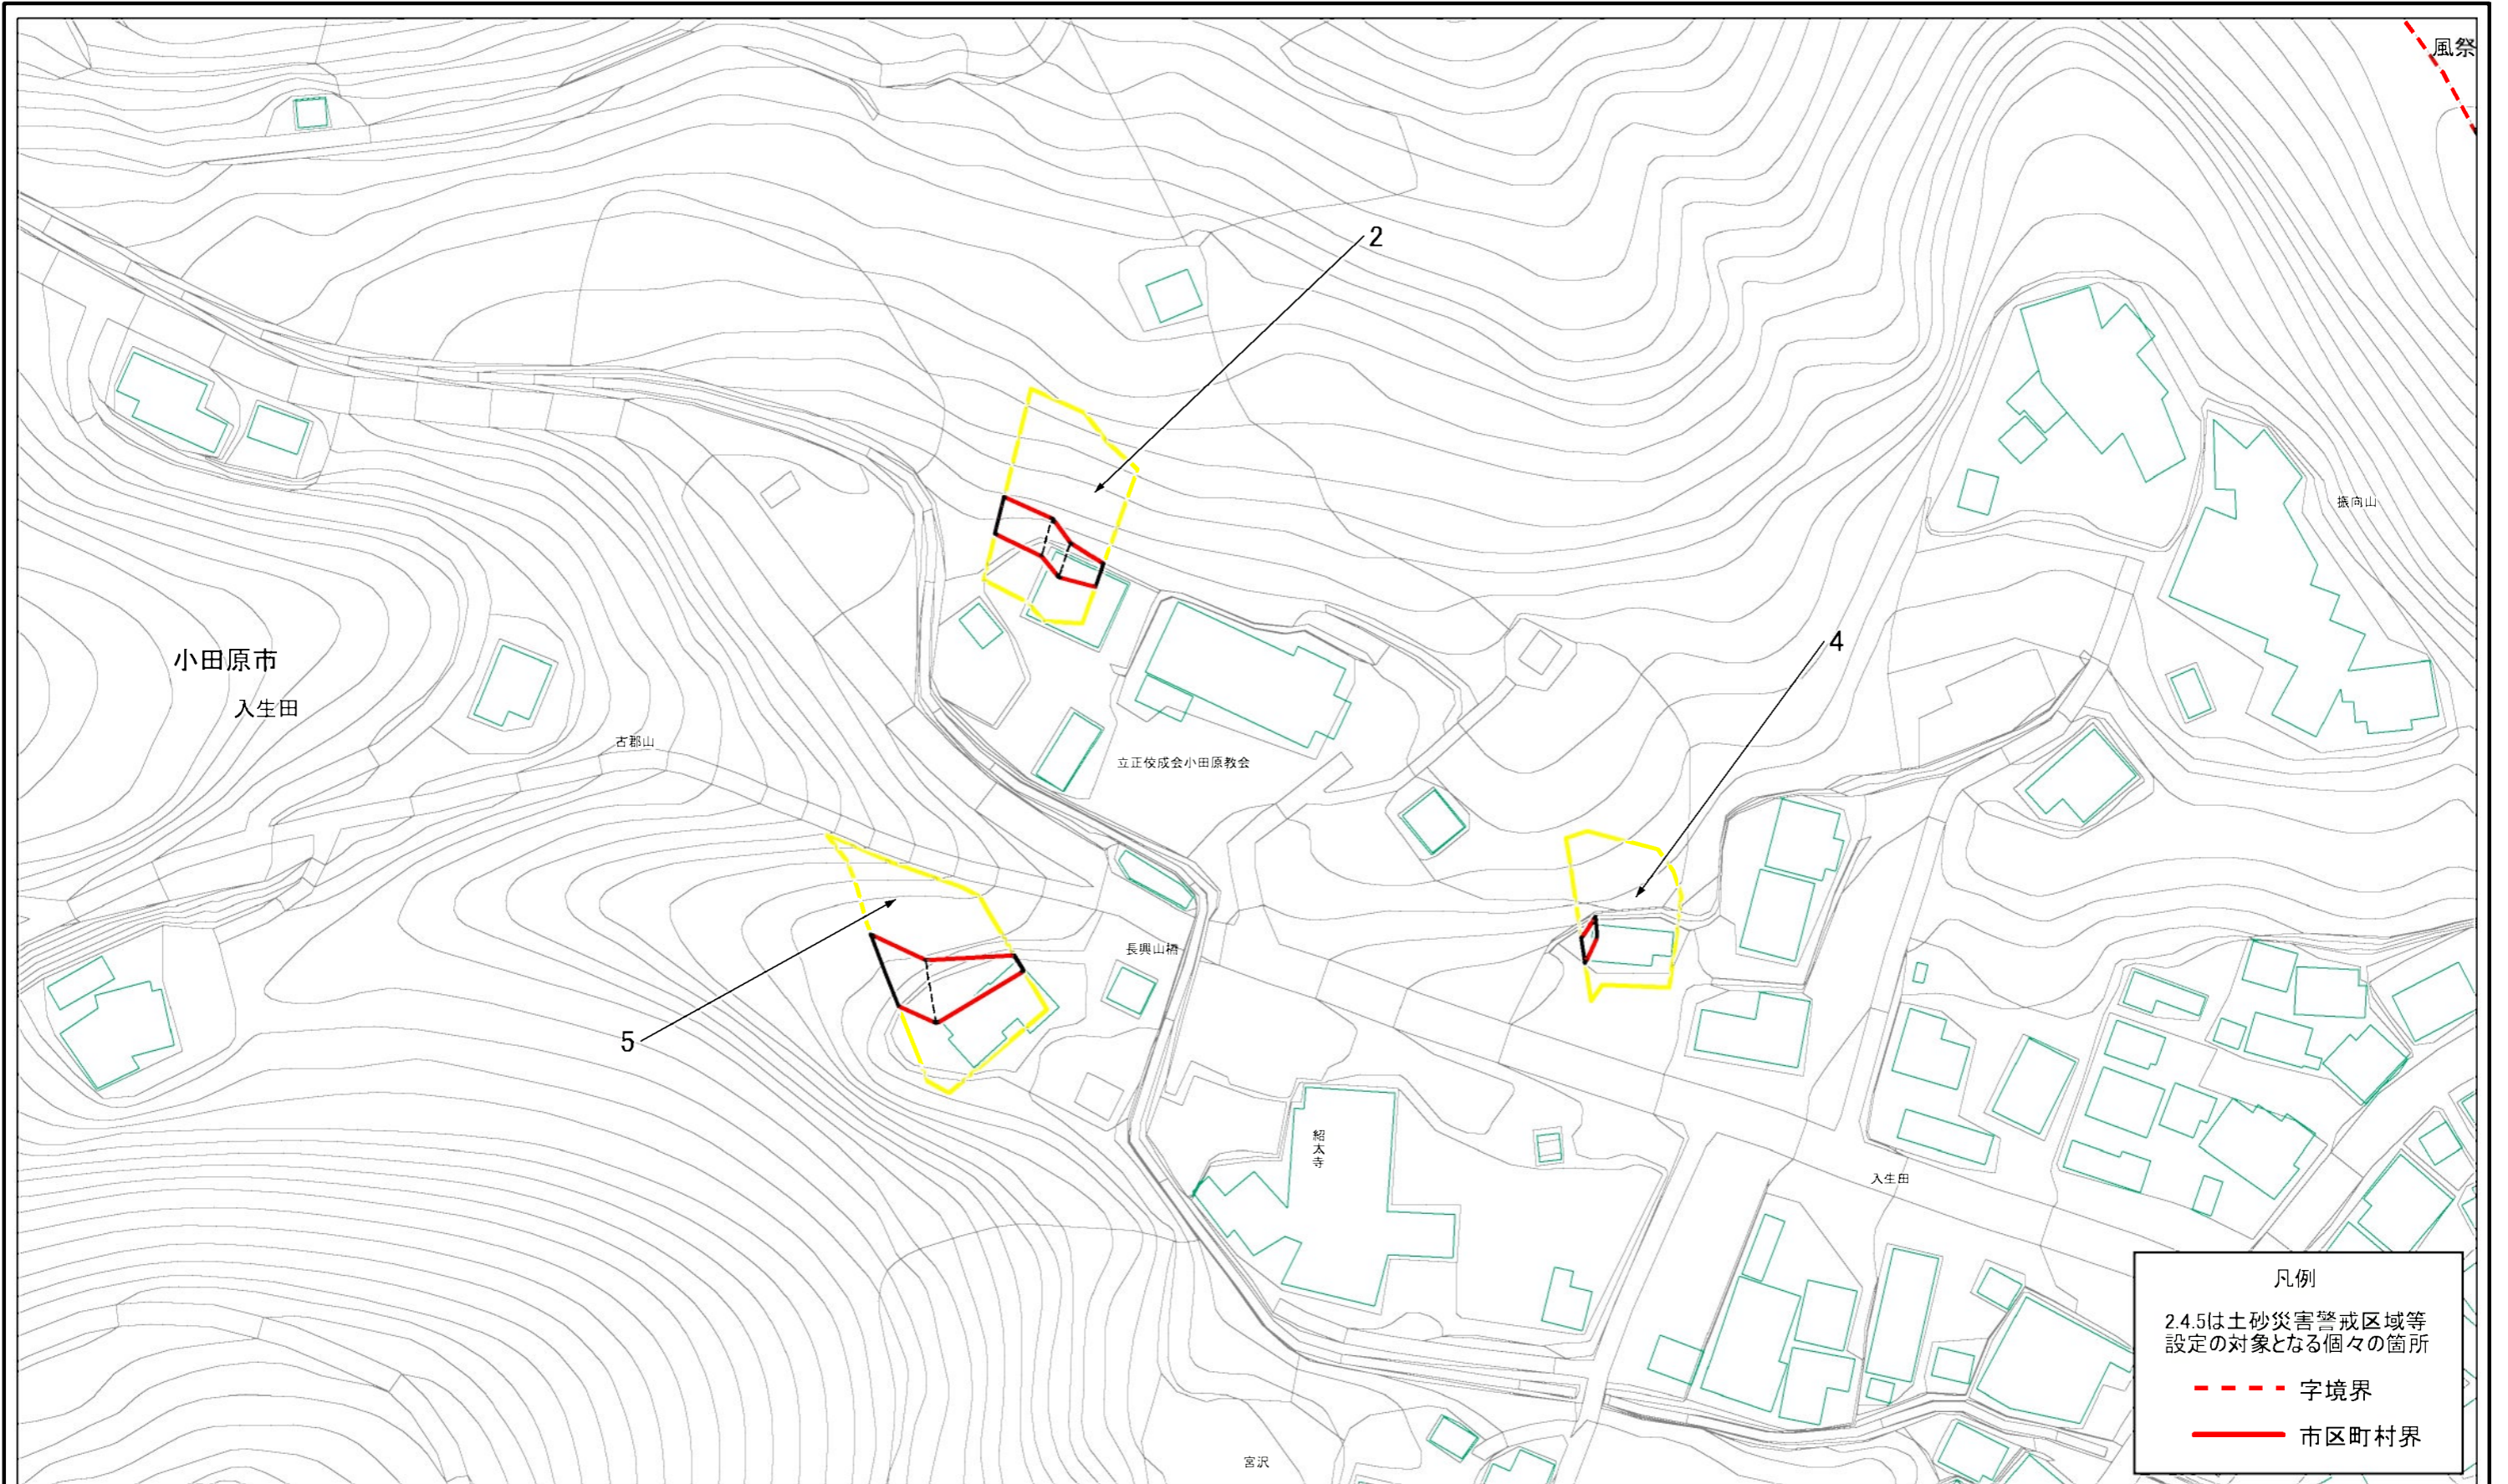 風祭
2
振向山
4
小田原市
入生田
古郡山
立正佼成会小田原教会
長興山橋
5
紹太寺
入生田
宮沢
凡例
2.4.5は土砂災害警戒区域等
設定の対象となる個々の箇所
字境界
市区町村界